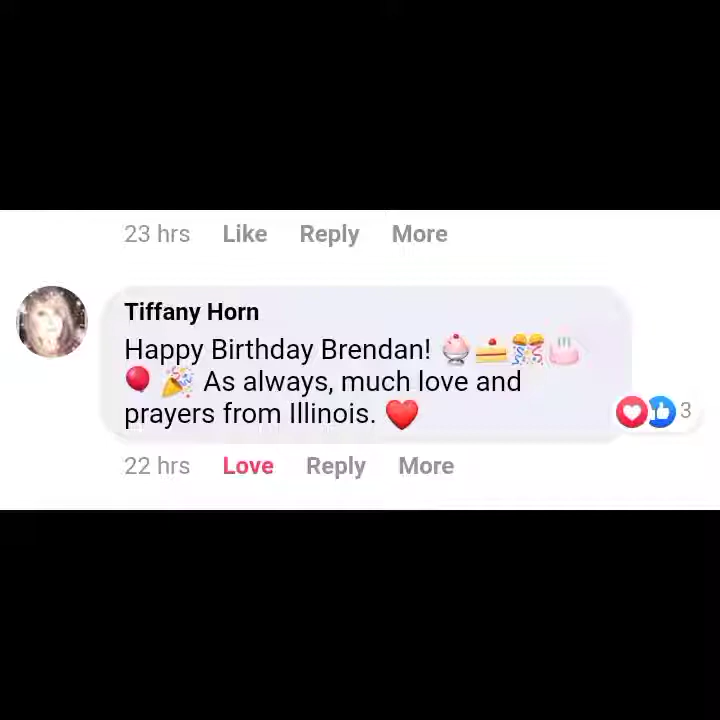 23 hrs Like Reply More
Tiffany Horn
Happy Birthday Brendan! 🍨🍰🎊🎂
🎈 🎉 As always, much love and
prayers from Illinois. ❤️
3
22 hrs Love Reply More